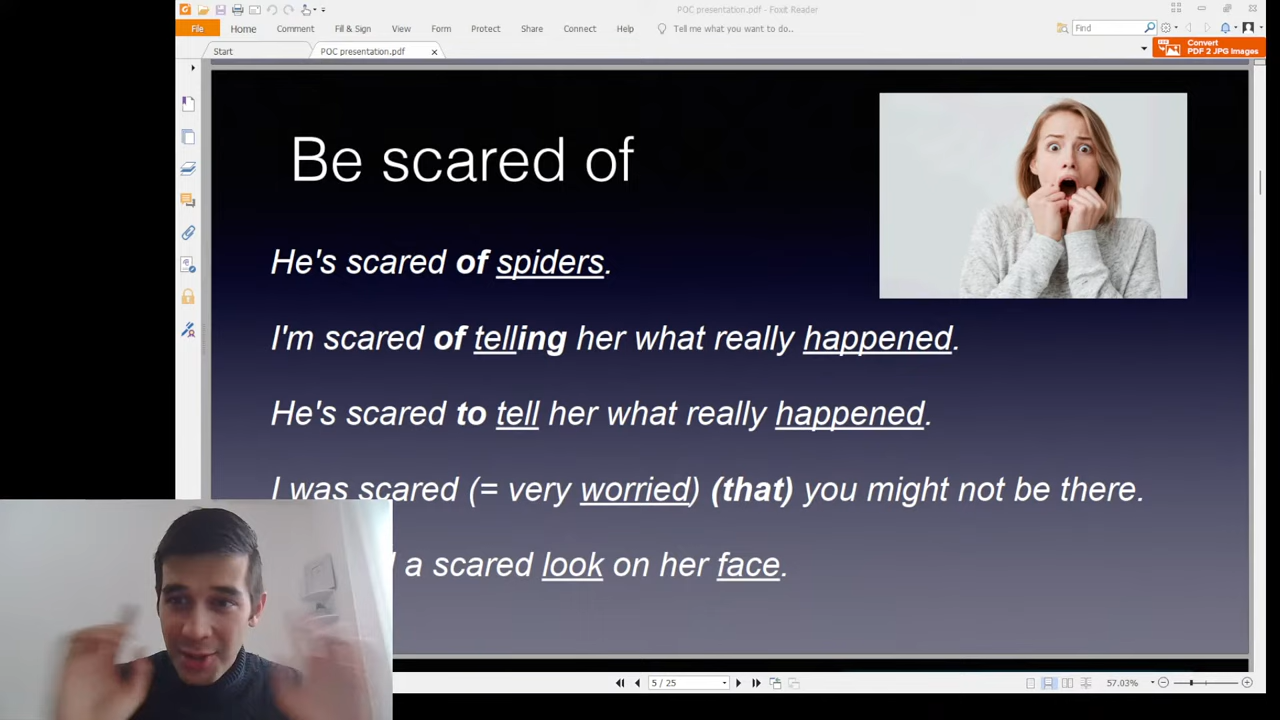 POC presentation.pdf - Foxit Reader
File Home Comment Fill & Sign View Form Protect Share Connect Help Tell me what you want to do.. Find
Start POC presentation.pdf
Convert
PDF 2 JPG Images
Be scared of
He's scared of spiders.
I'm scared of telling her what really happened.
He's scared to tell her what really happened.
I was scared (= very worried) (that) you might not be there.
a scared look on her face.
5 / 25
57.03%